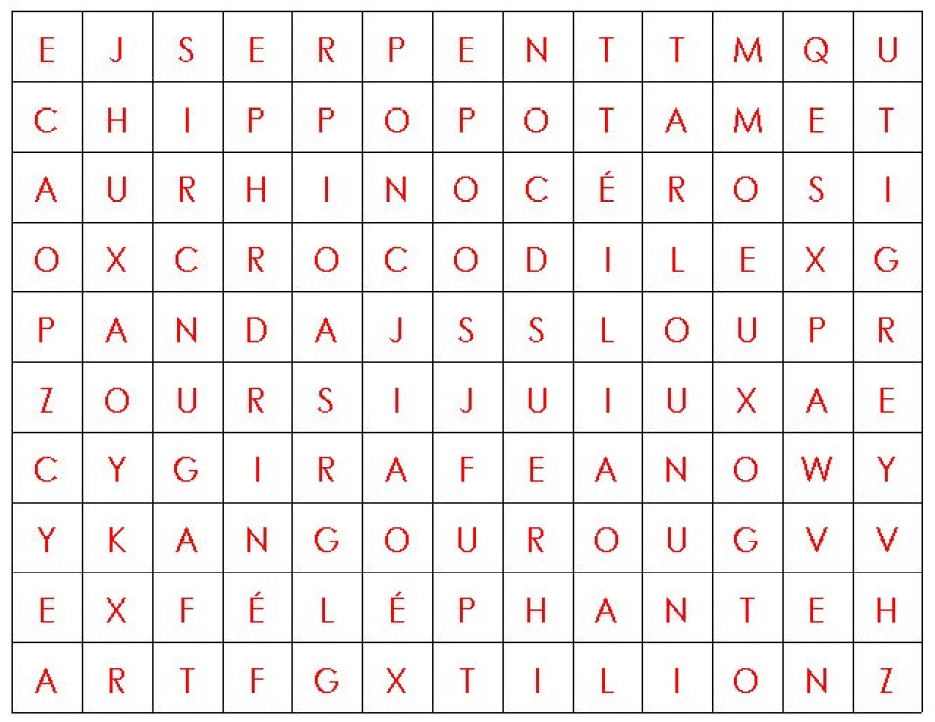 E J S E R P E N T T M Q U
C H I P P O P O T A M E T
A U R H I N O C É R O S I
O X C R O C O D I L E X G
P A N D A J S S L O U P R
Z O U R S I J U I U X A E
C Y G I R A F E A N O W Y
Y K A N G O U R O U G V V
E X F É L É P H A N T E H
A R T F G X T I L I O N Z